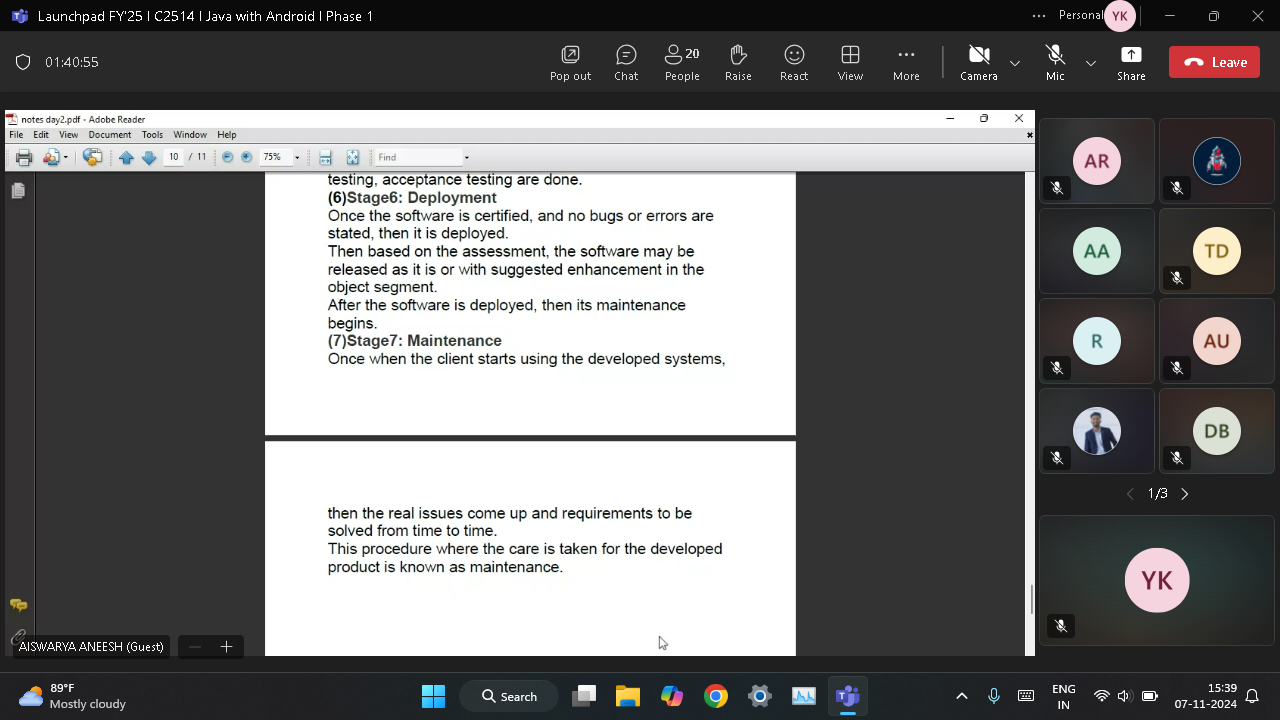 Launchpad FY'25 | C2514 | Java with Android | Phase 1
Personal
YK
01:40:55
Pop out
Chat
20
People
Raise
React
View
More
Camera
Mic
Share
Leave
notes day2.pdf - Adobe Reader
File Edit View Document Tools Window Help
10 / 11
75%
Find
testing, acceptance testing are done.
(6)Stage6: Deployment
Once the software is certified, and no bugs or errors are
stated, then it is deployed.
Then based on the assessment, the software may be
released as it is or with suggested enhancement in the
object segment.
After the software is deployed, then its maintenance
begins.
(7)Stage7: Maintenance
Once when the client starts using the developed systems,
then the real issues come up and requirements to be
solved from time to time.
This procedure where the care is taken for the developed
product is known as maintenance.
AISWARYA ANEESH (Guest)
AR
AA
TD
R
AU
DB
1/3
YK
89°F
Mostly cloudy
Search
ENG
IN
15:39
07-11-2024